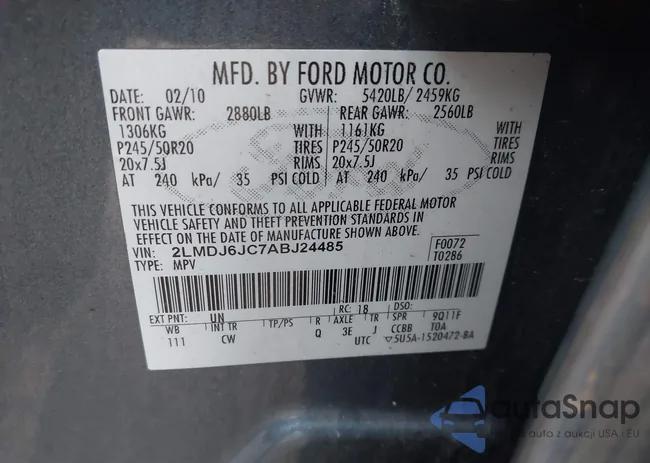 MFD. BY FORD MOTOR CO.
DATE: 02/10 GVWR: 5420LB/ 2459KG
FRONT GAWR: 2880LB REAR GAWR: 2560LB
1306KG WITH 1161KG WITH
P245/50R20 TIRES P245/50R20 TIRES
20x7.5J RIMS 20x7.5J RIMS
AT 240 kPa/ 35 PSI COLD AT 240 kPa/ 35 PSI COLD
THIS VEHICLE CONFORMS TO ALL APPLICABLE FEDERAL MOTOR
VEHICLE SAFETY AND THEFT PREVENTION STANDARDS IN
EFFECT ON THE DATE OF MANUFACTURE SHOWN ABOVE.
VIN: 2LMDJ6JC7ABJ24485 F0072
TYPE: MPV T0286
EXT PNT: UN RC: 18 DSO:
WB INT TR TP/PS R AXLE TR SPR 9Q11F
111 CW Q 3E J CCBB T0A
UTC ▽5U5A-1520472-BA
autaSnap
auto z aukcji USA i EU